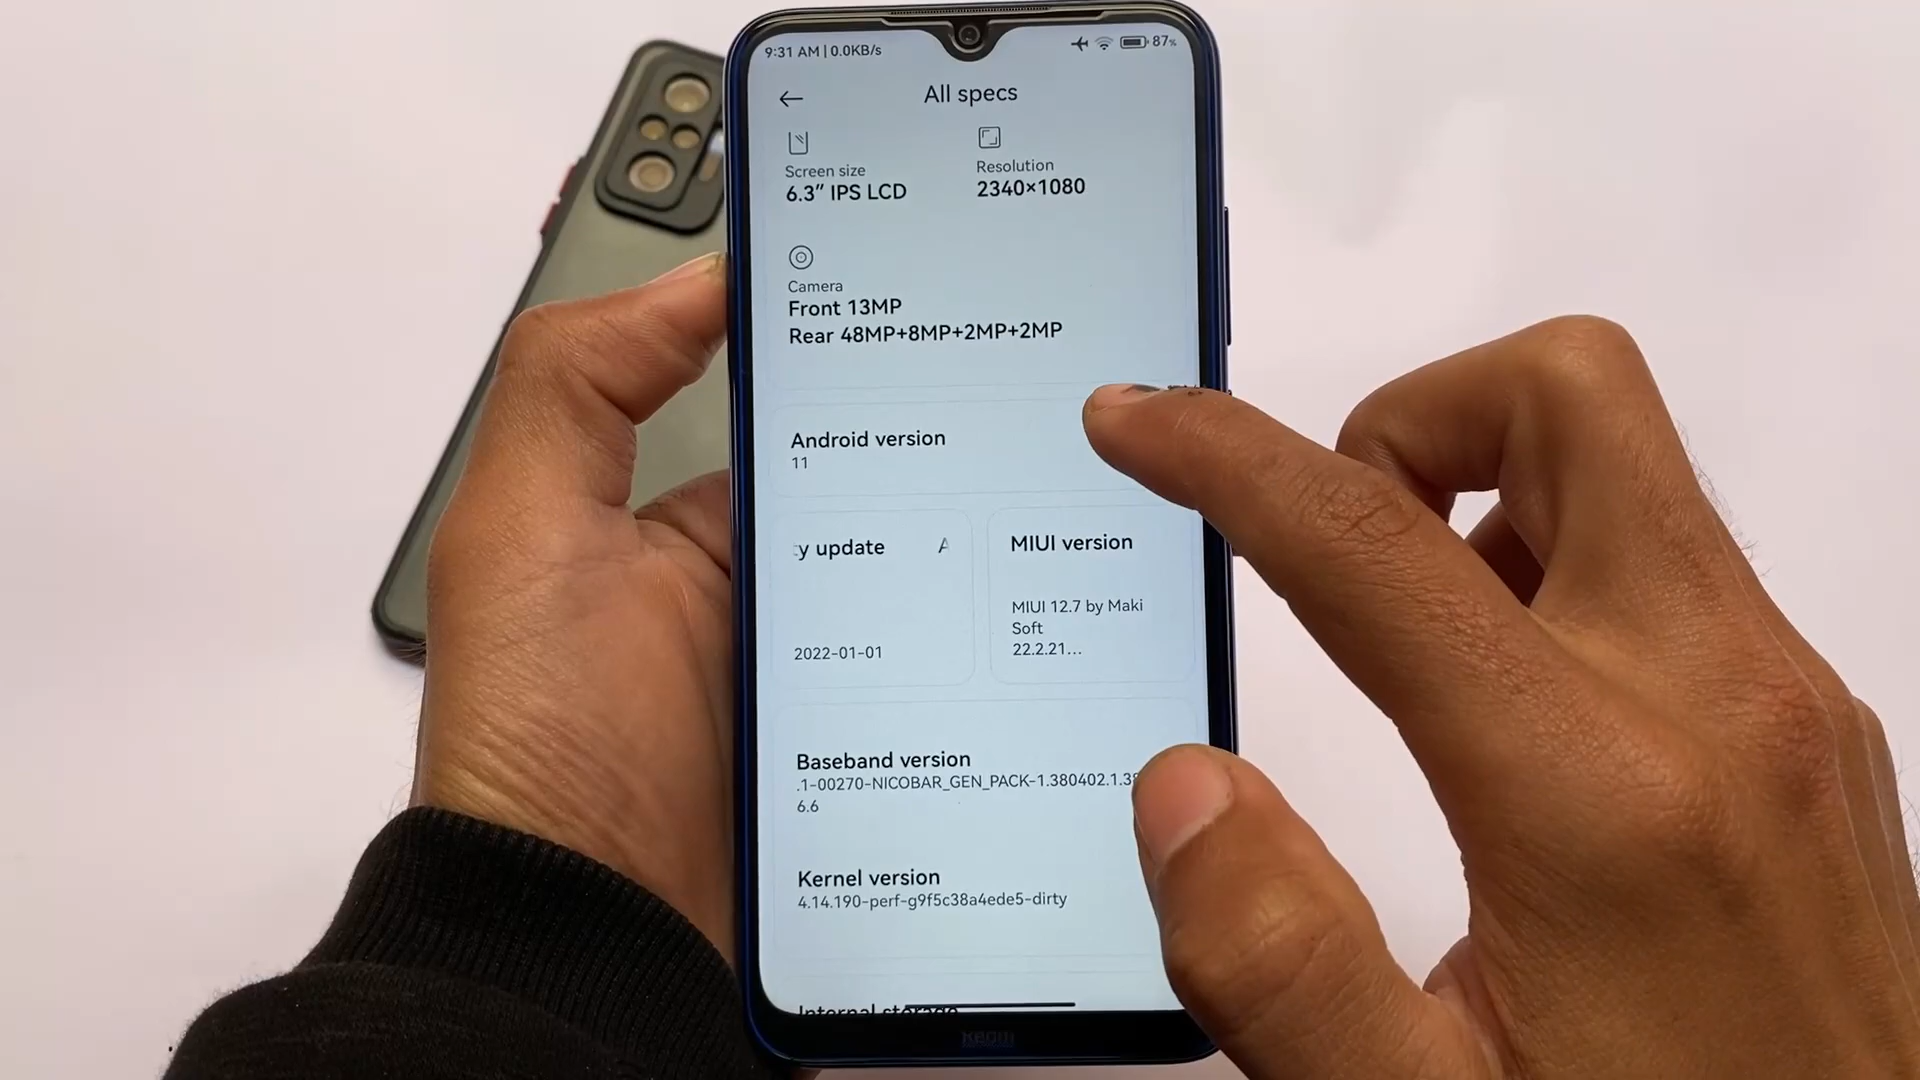 9:31 AM | 0.0KB/s 87%
All specs
Screen size
6.3" IPS LCD
Resolution
2340×1080
Camera
Front 13MP
Rear 48MP+8MP+2MP+2MP
Android version
11
y update A
2022-01-01
MIUI version
MIUI 12.7 by Maki
Soft
22.2.21...
Baseband version
.1-00270-NICOBAR_GEN_PACK-1.380402.1.38
6.6
Kernel version
4.14.190-perf-g9f5c38a4ede5-dirty
Internal storage